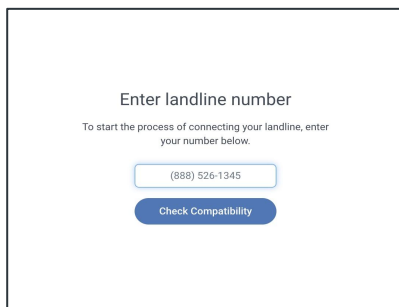 Enter landline number
To start the process of connecting your landline, enter
your number below.
(888) 526-1345
Check Compatibility